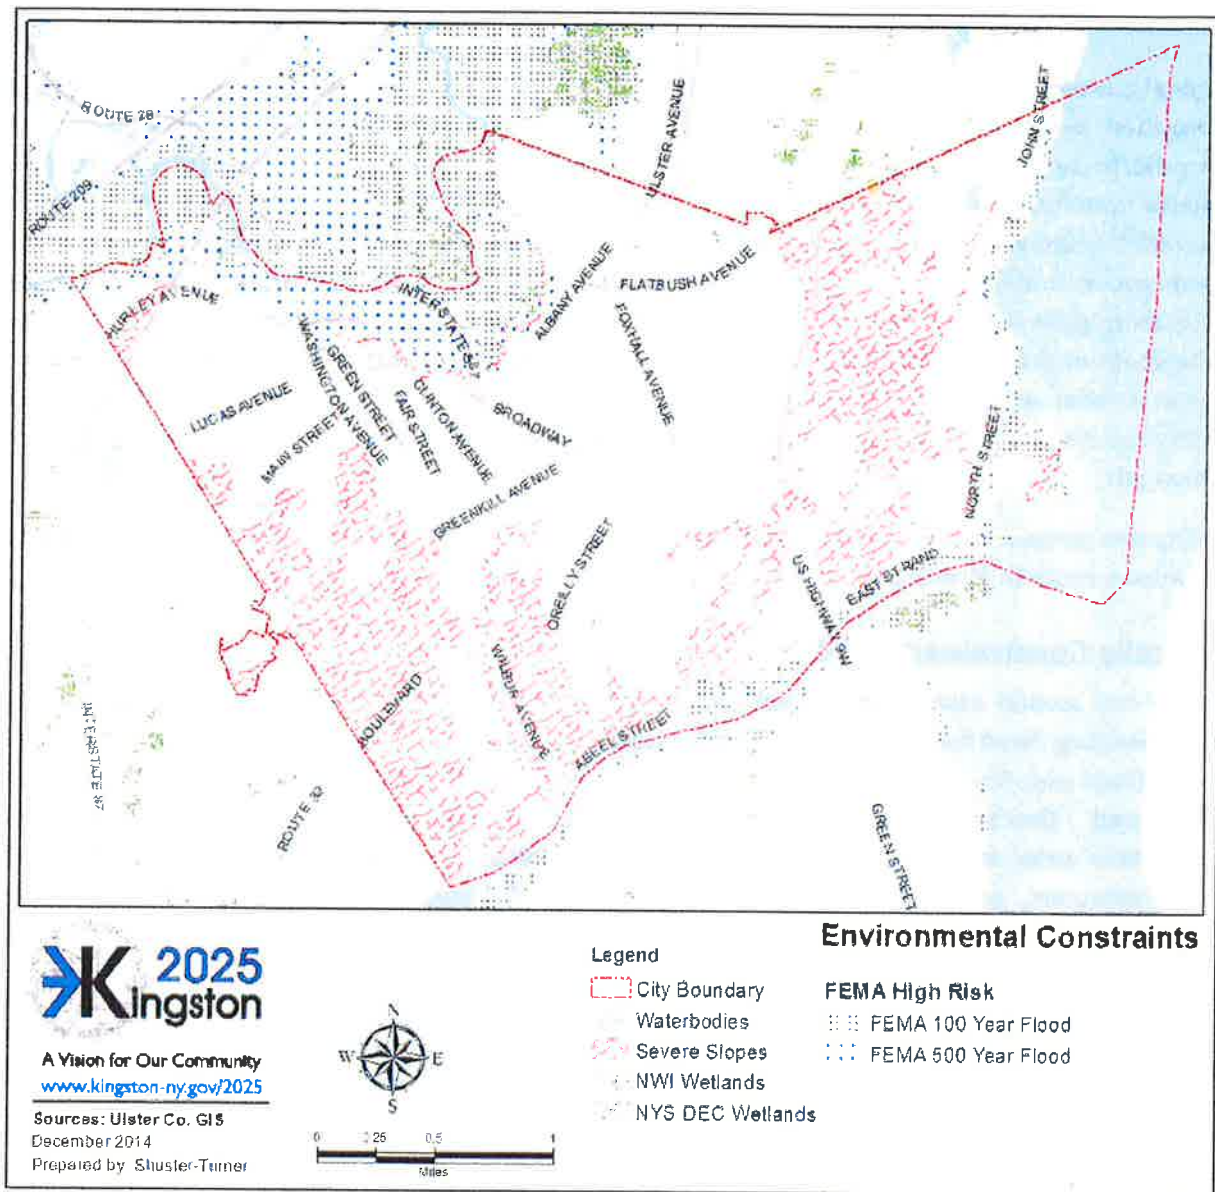 ROUTE 28
ROUTE 209
ULSTER AVENUE
JOHN STREET
HURLEY AVENUE
INTERSTATE 587
ALBANY AVENUE
FLATBUSH AVENUE
FOXHALL AVENUE
WASHINGTON AVENUE
GREEN STREET
FAIR STREET
CLINTON AVENUE
BROADWAY
LUCAS AVENUE
MAIN STREET
GREENKILL AVENUE
NORTH STREET
OREILLY STREET
US HIGHWAY 9W
EAST STRAND
WILBUR AVENUE
BOULEVARD
ABEEL STREET
INTERSTATE 87
ROUTE 32
GREEN STREET
Environmental Constraints
2025
Kingston
A Vision for Our Community
www.kingston-ny.gov/2025
Sources: Ulster Co. GIS
December 2014
Prepared by Shuster-Turner
N
W E
S
0 0.25 0.5 1
Miles
Legend
City Boundary
Waterbodies
Severe Slopes
NWI Wetlands
NYS DEC Wetlands
FEMA High Risk
FEMA 100 Year Flood
FEMA 500 Year Flood